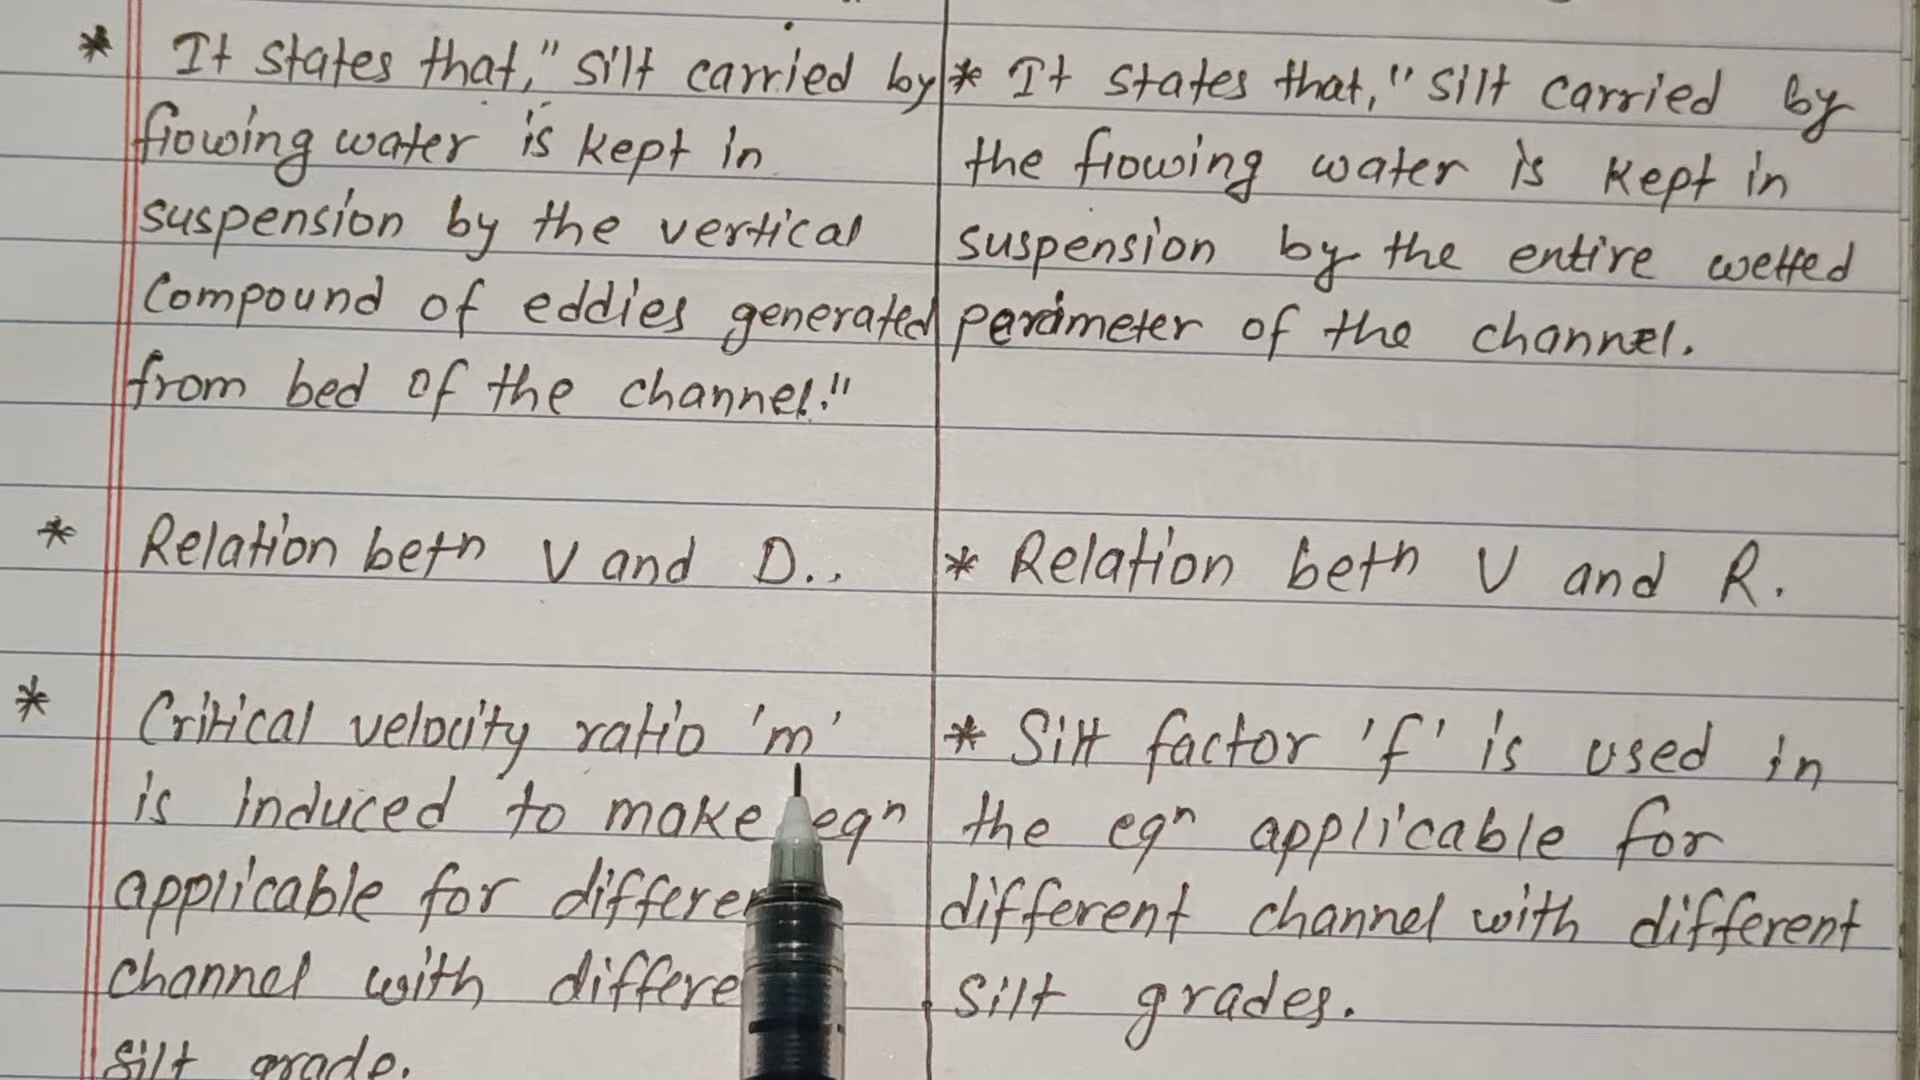 * It states that," silt carried by
flowing water is kept in
suspension by the vertical
Compound of eddies generated
from bed of the channel."
* Relation betn V and D..
* Critical velocity ratio 'm'
is induced to make eqn
applicable for
channel with
silt grade.
* It states that," silt carried by
the flowing water is kept in
suspension by the entire wetted
perameter of the channel.
* Relation betn V and R.
* Silt factor 'f' is used in
the eqn applicable for
different channel with different
silt grades.